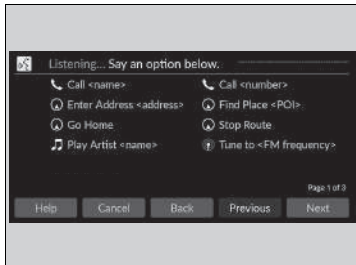 Listening... Say an option below.
Call <name> Call <number>
Enter Address <address> Find Place <POI>
Go Home Stop Route
Play Artist <name> Tune to <FM frequency>
Page 1 of 3
Help Cancel Back Previous Next